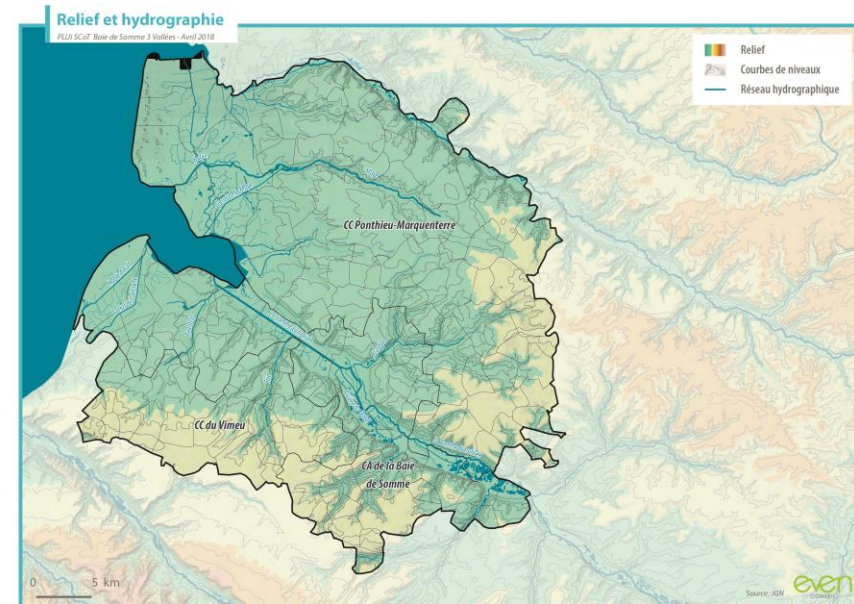 Relief et hydrographie
PLUi SCoT Baie de Somme 3 Vallées - Avril 2018
Relief
Courbes de niveaux
Réseau hydrographique
CC Ponthieu-Marquenterre
CC du Vimeu
CA de la Baie
de Somme
0 5 km
Source : IGN
even
CONSEIL